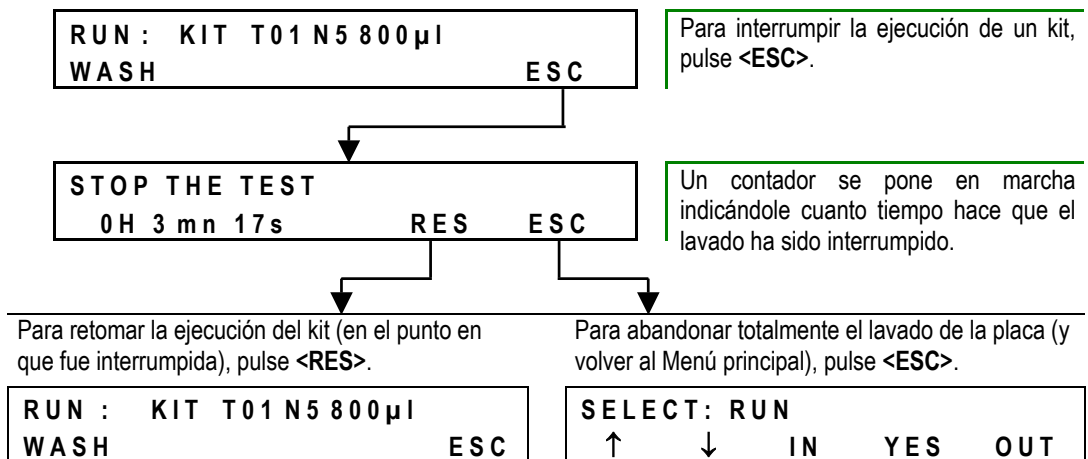 RUN: KIT T01 N5 800µl
WASH ESC
Para interrumpir la ejecución de un kit,
pulse <ESC>.
STOP THE TEST
0H 3 mn 17s RES ESC
Un contador se pone en marcha
indicándole cuanto tiempo hace que el
lavado ha sido interrumpido.
Para retomar la ejecución del kit (en el punto en
que fue interrumpida), pulse <RES>.
RUN: KIT T01 N5 800µl
WASH ESC
Para abandonar totalmente el lavado de la placa (y
volver al Menú principal), pulse <ESC>.
SELECT: RUN
↑ ↓ IN YES OUT